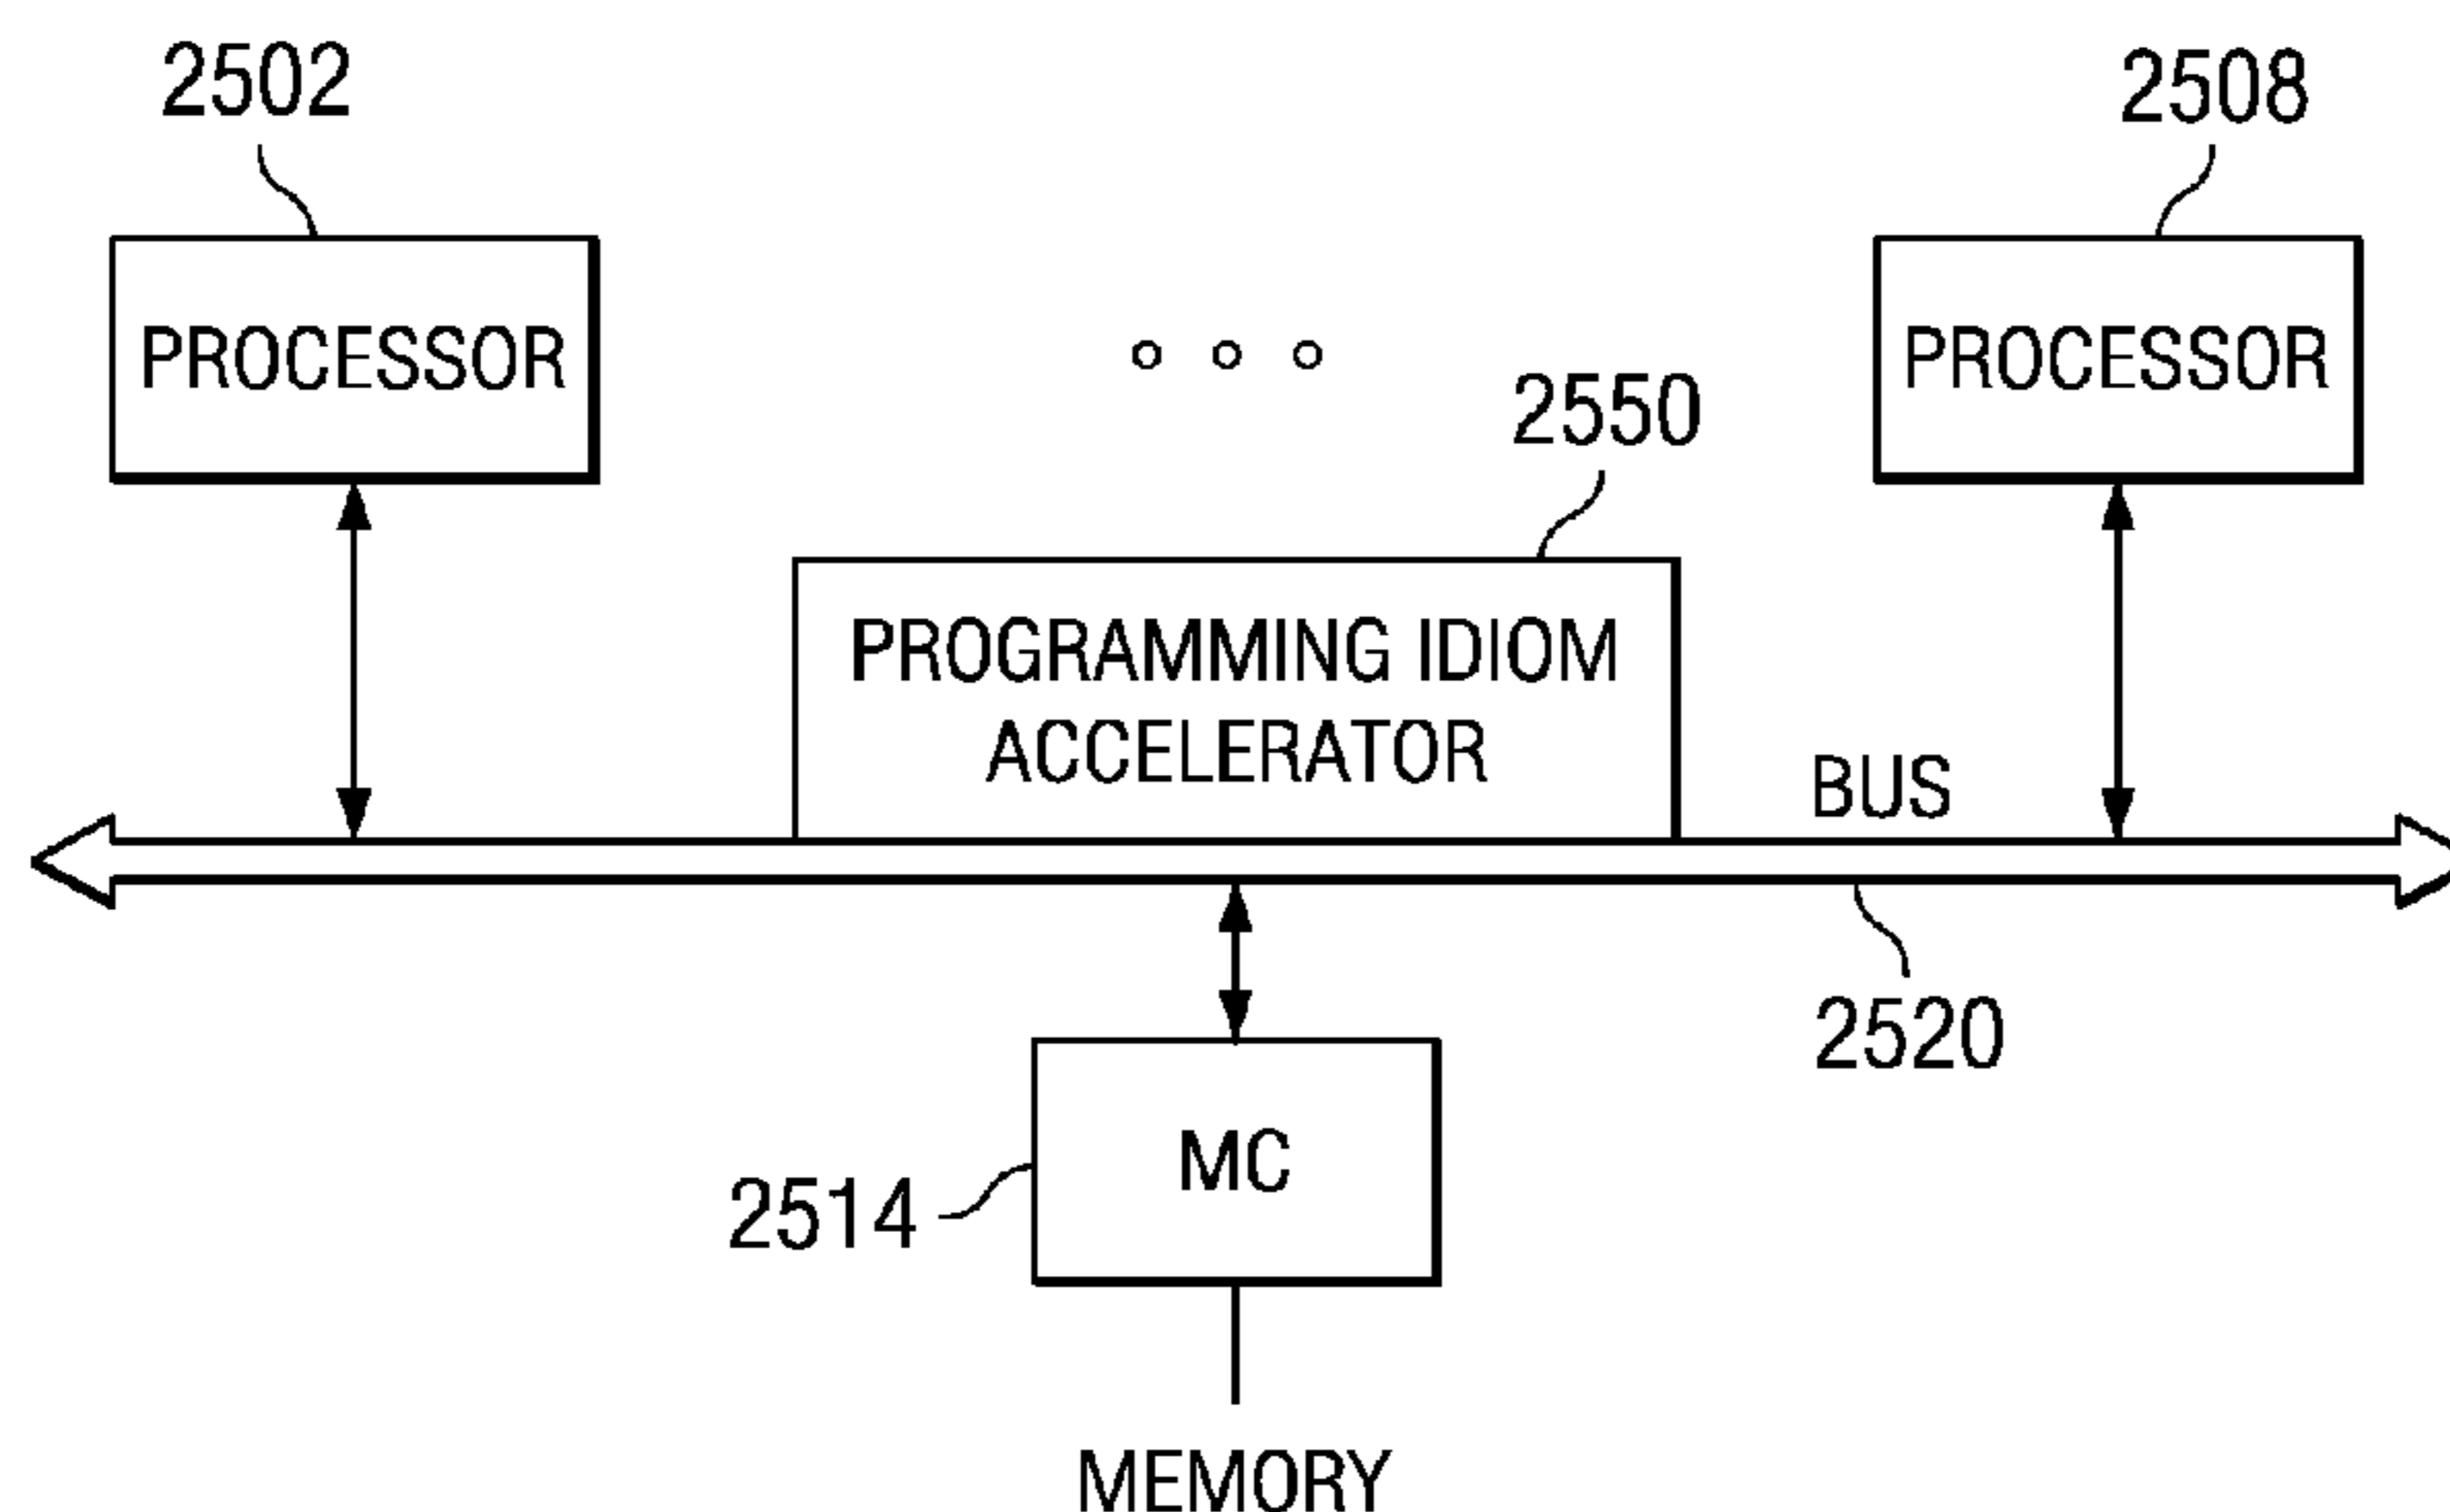 2502
2508
PROCESSOR
PROCESSOR
2550
PROGRAMMING IDIOM
ACCELERATOR
BUS
2520
MC
2514
MEMORY